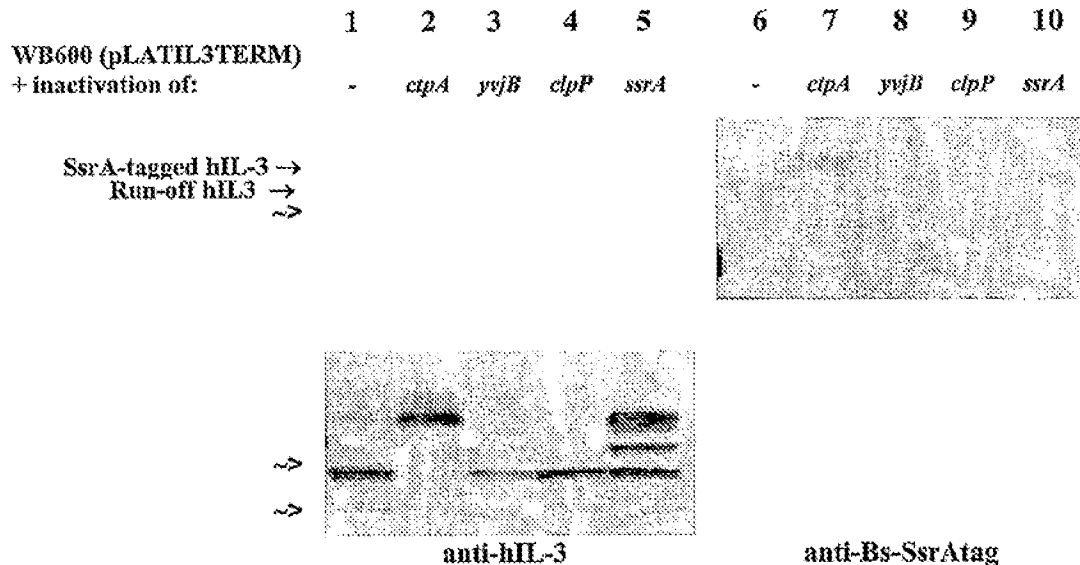 1 2 3 4 5 6 7 8 9 10
WB600 (pLATIL3TERM)
+ inactivation of: - ctpA yvjB clpP ssrA - ctpA yvjB clpP ssrA
SsrA-tagged hIL-3 →
Run-off hIL3 →
~>
~>
~>
anti-hIL-3 anti-Bs-SsrAtag